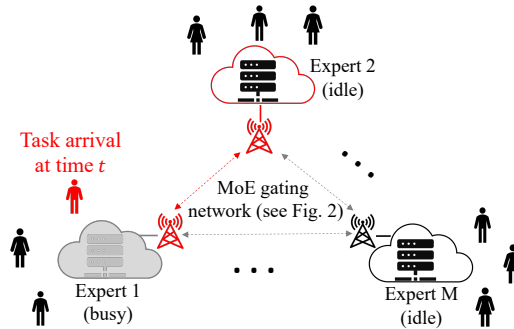 Expert 2
(idle)
Task arrival
at time t
MoE gating
network (see Fig. 2)
Expert 1
(busy)
Expert M
(idle)